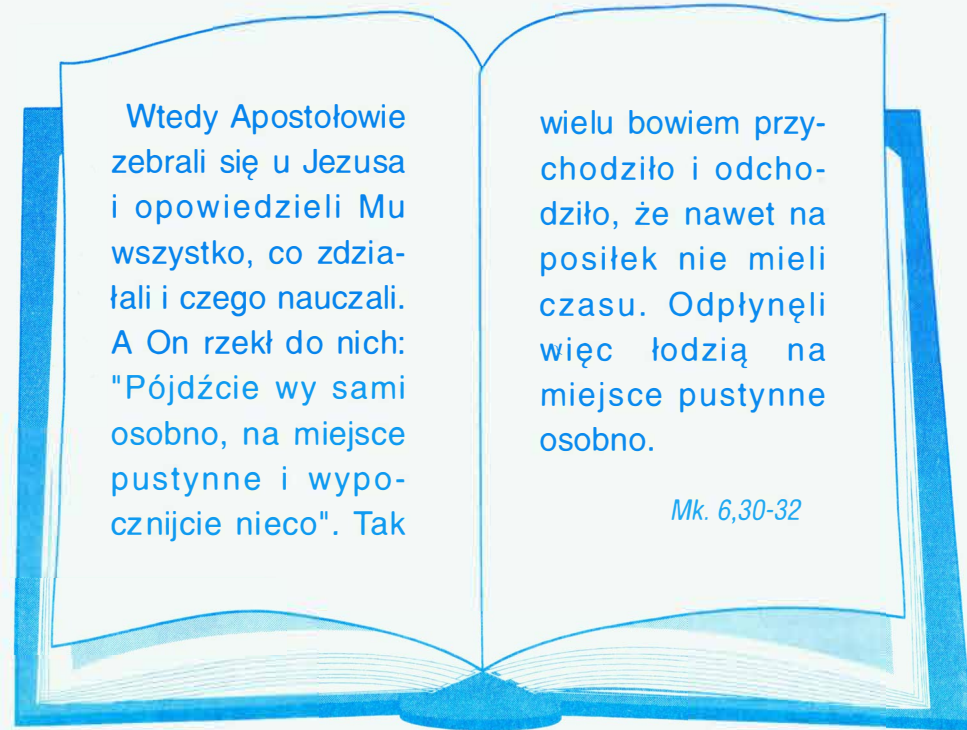 Wtedy Apostołowie
zebrali się u Jezusa
i opowiedzieli Mu
wszystko, co zdzia-
łali i czego nauczali.
A On rzekł do nich:
"Pójdźcie wy sami
osobno, na miejsce
pustynne i wypo-
cznijcie nieco". Tak
wielu bowiem przy-
chodziło i odcho-
dziło, że nawet na
posiłek nie mieli
czasu. Odpłynęli
więc łodzią na
miejsce pustynne
osobno.
Mk. 6,30-32